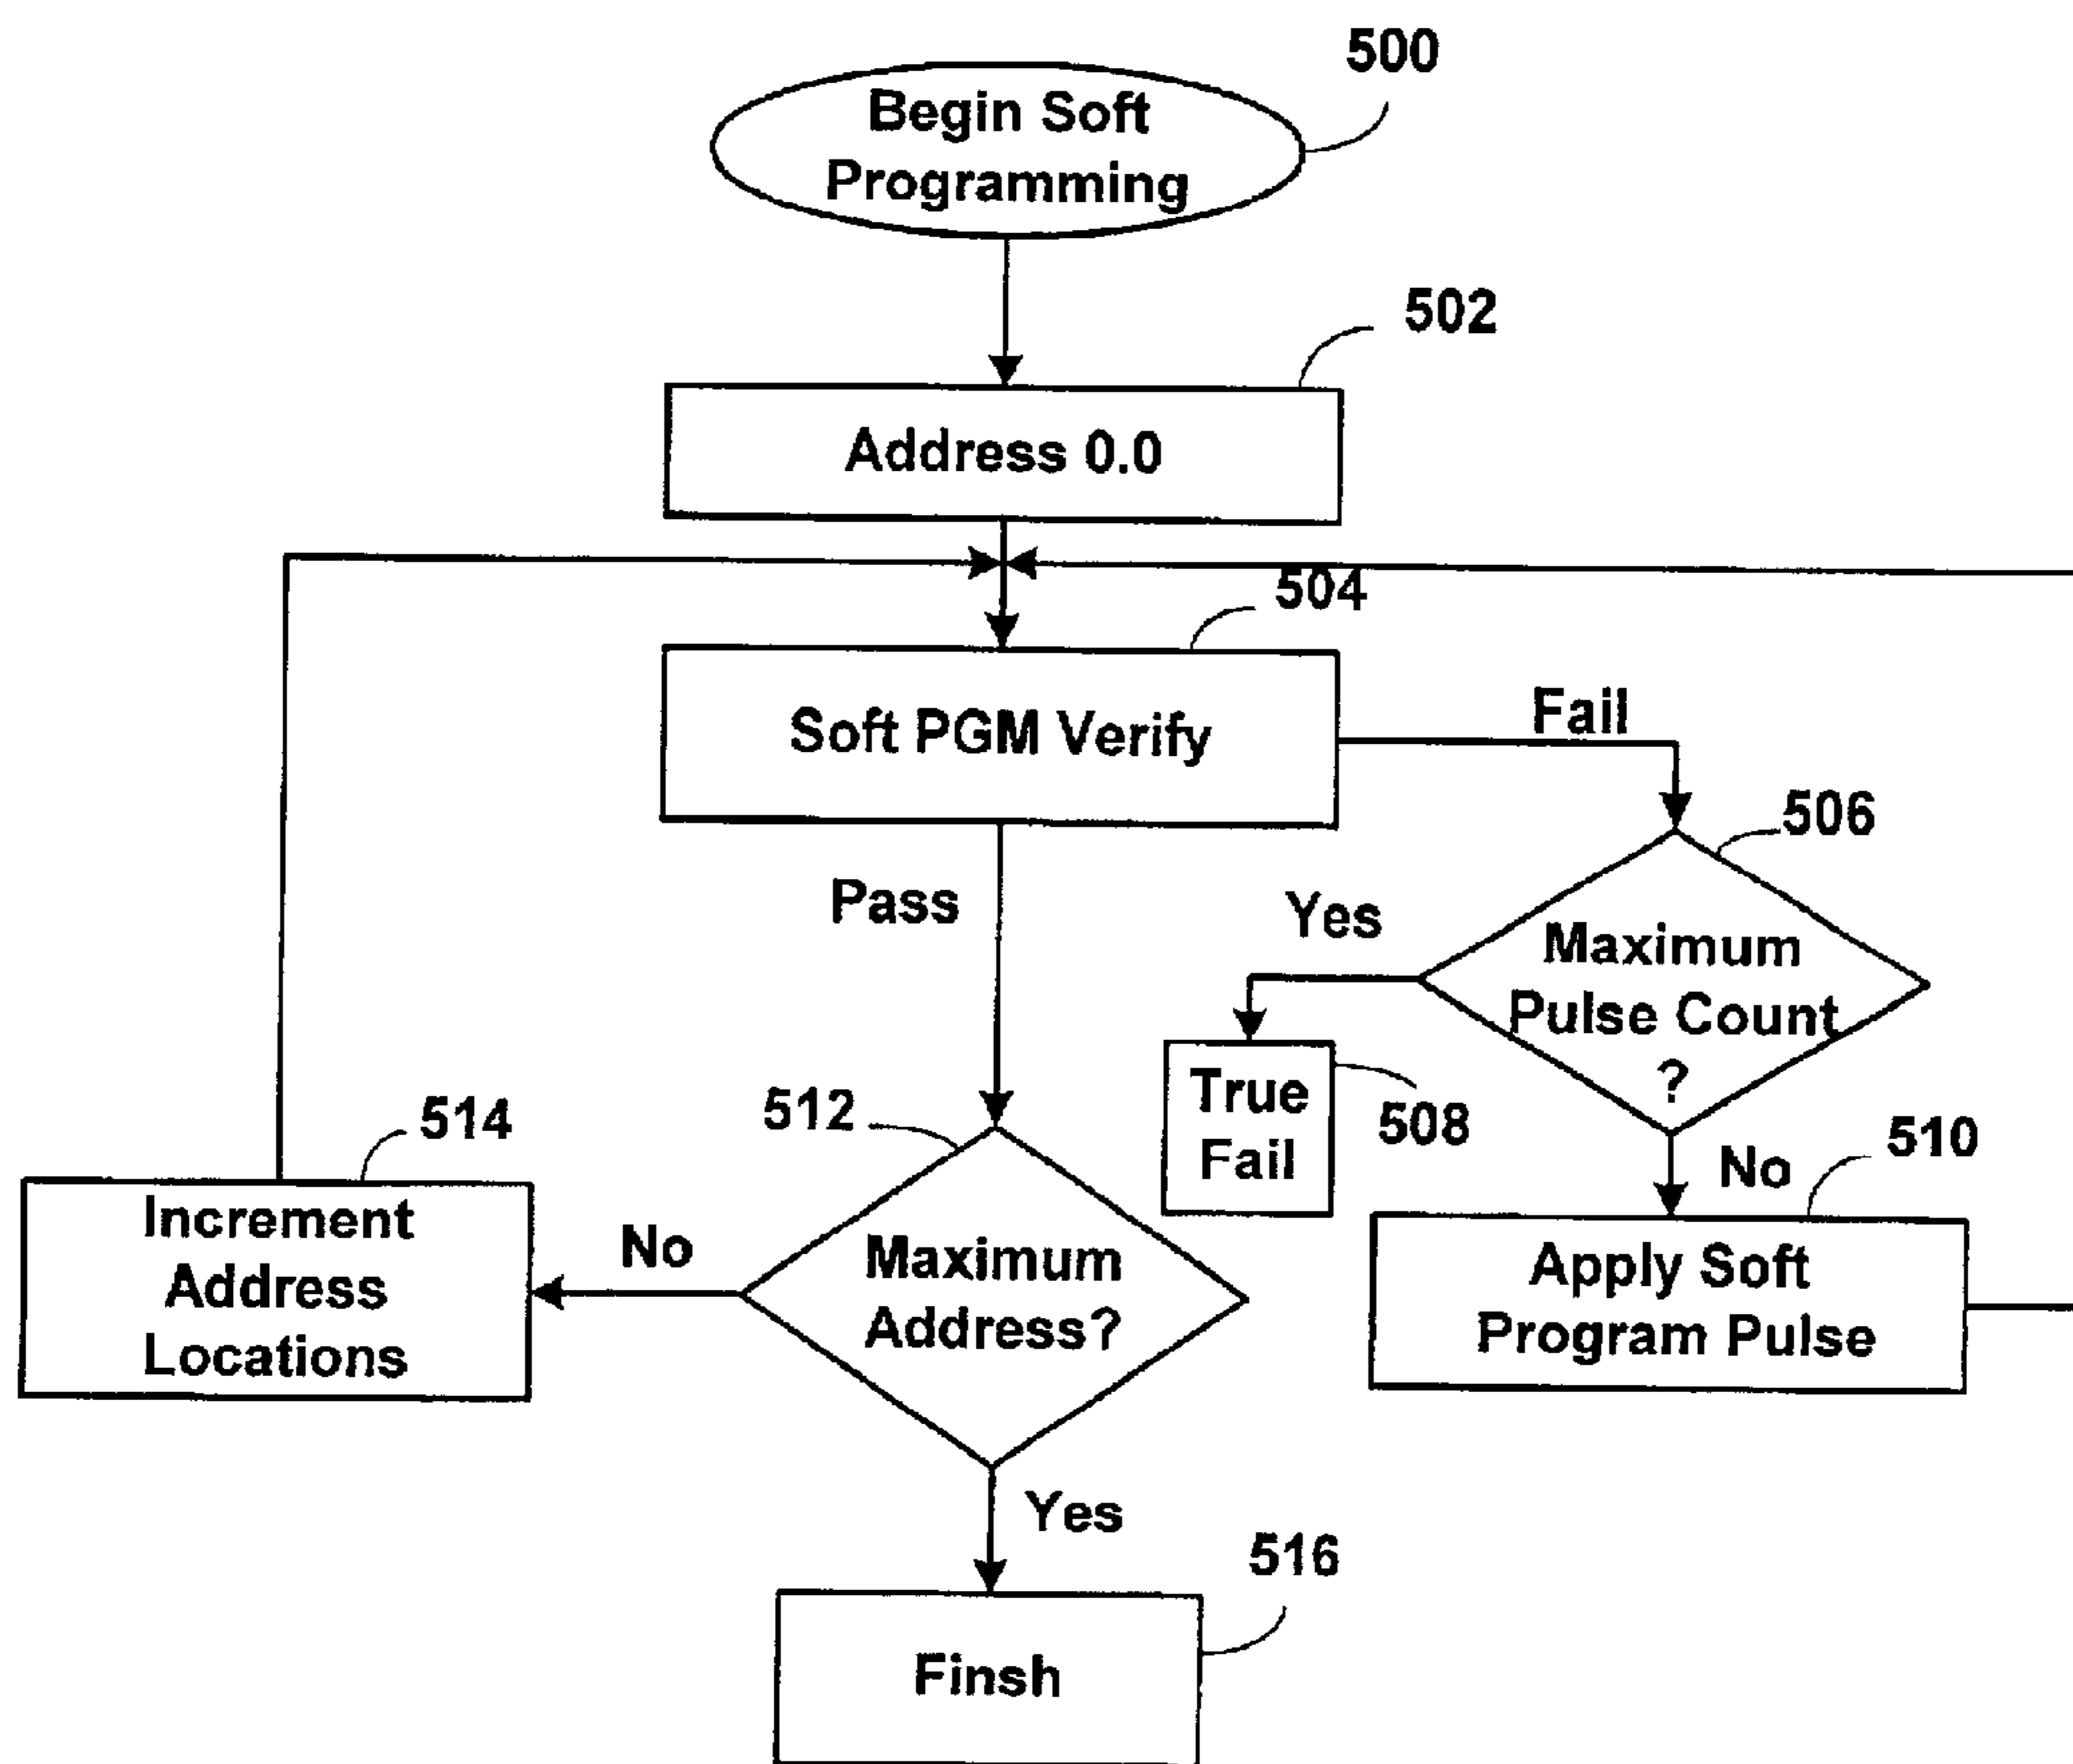 500
Begin Soft
Programming
502
Address 0.0
504
Soft PGM Verify
Fail
506
Pass
Yes
Maximum
Pulse Count
?
True
Fail
508
512
514
510
No
Increment
Address
Locations
No
Maximum
Address?
Apply Soft
Program Pulse
Yes
516
Finsh